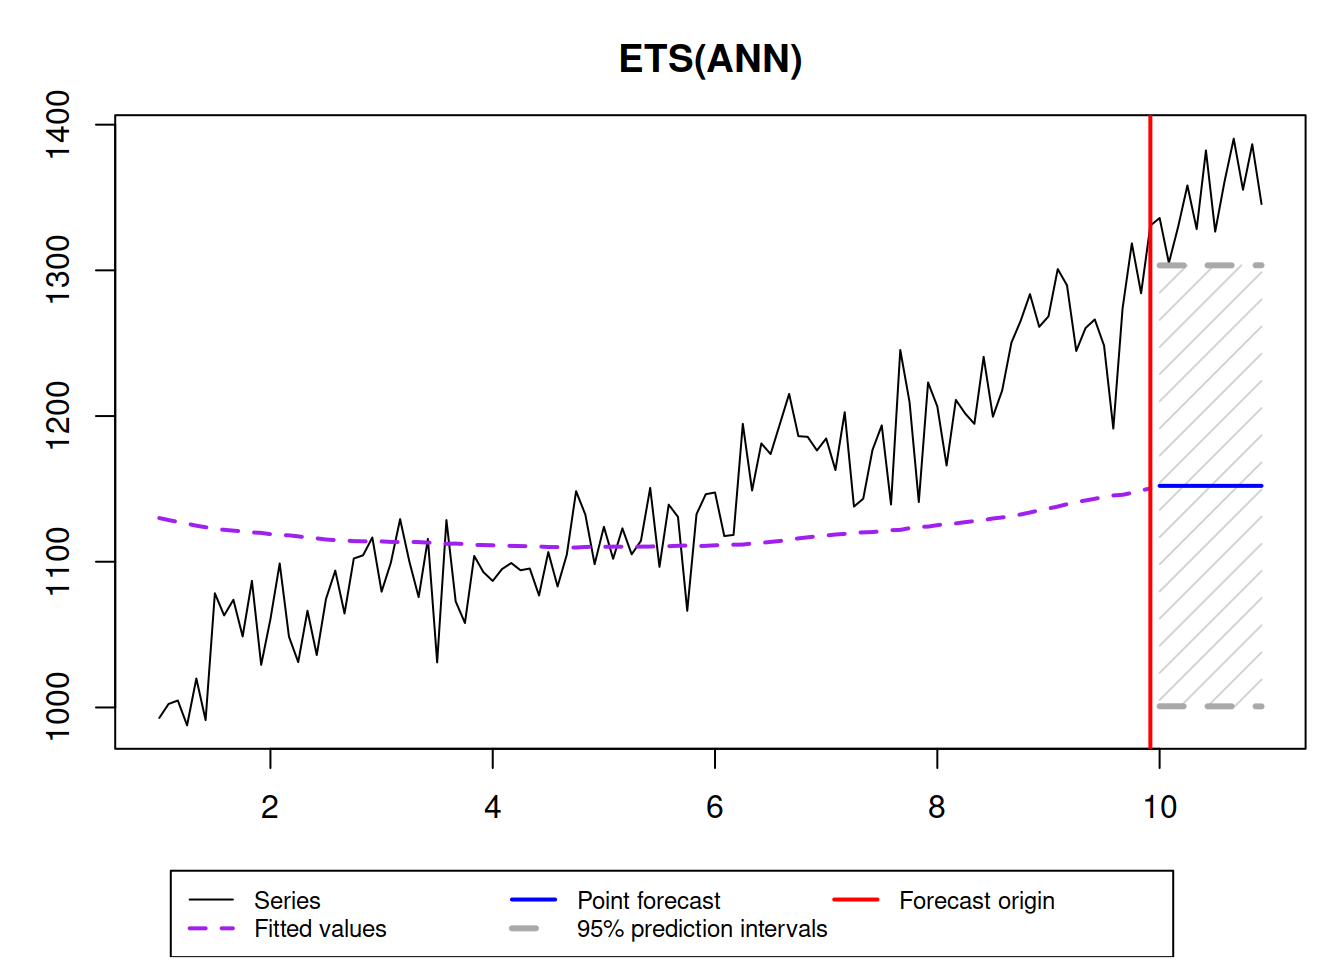 ETS(ANN)
1400
1300
1200
1100
1000
2 4 6 8 10
Series Point forecast Forecast origin
Fitted values 95% prediction intervals